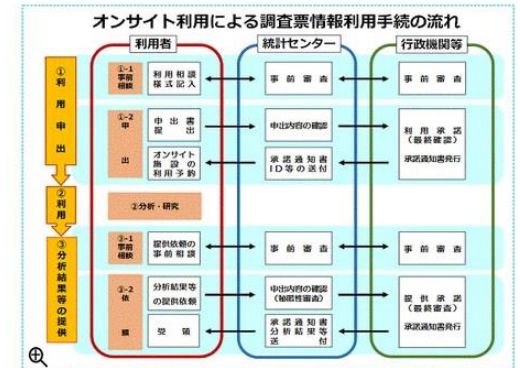 オンサイト利用による調査票情報利用手続の流れ
利用者
統計センター
行政機関等
①利用申出
①-1
事前
相談
利用相談
様式記入
事前審査
事前審査
①-2
申出
申出書
提出
申出内容の確認
利用承諾
(最終確認)
承諾通知書発行
オンサイト
施設の
利用予約
承諾通知書
ID等の送付
②利用
②分析・研究
③分析結果等の提供
③-1
事前
相談
提供依頼の
事前相談
事前審査
事前審査
③-2
依頼
分析結果等
の提供依頼
申出内容の確認
(秘匿性審査)
提供承諾
(最終審査)
承諾通知書発行
受領
承諾通知書
分析結果等
送付